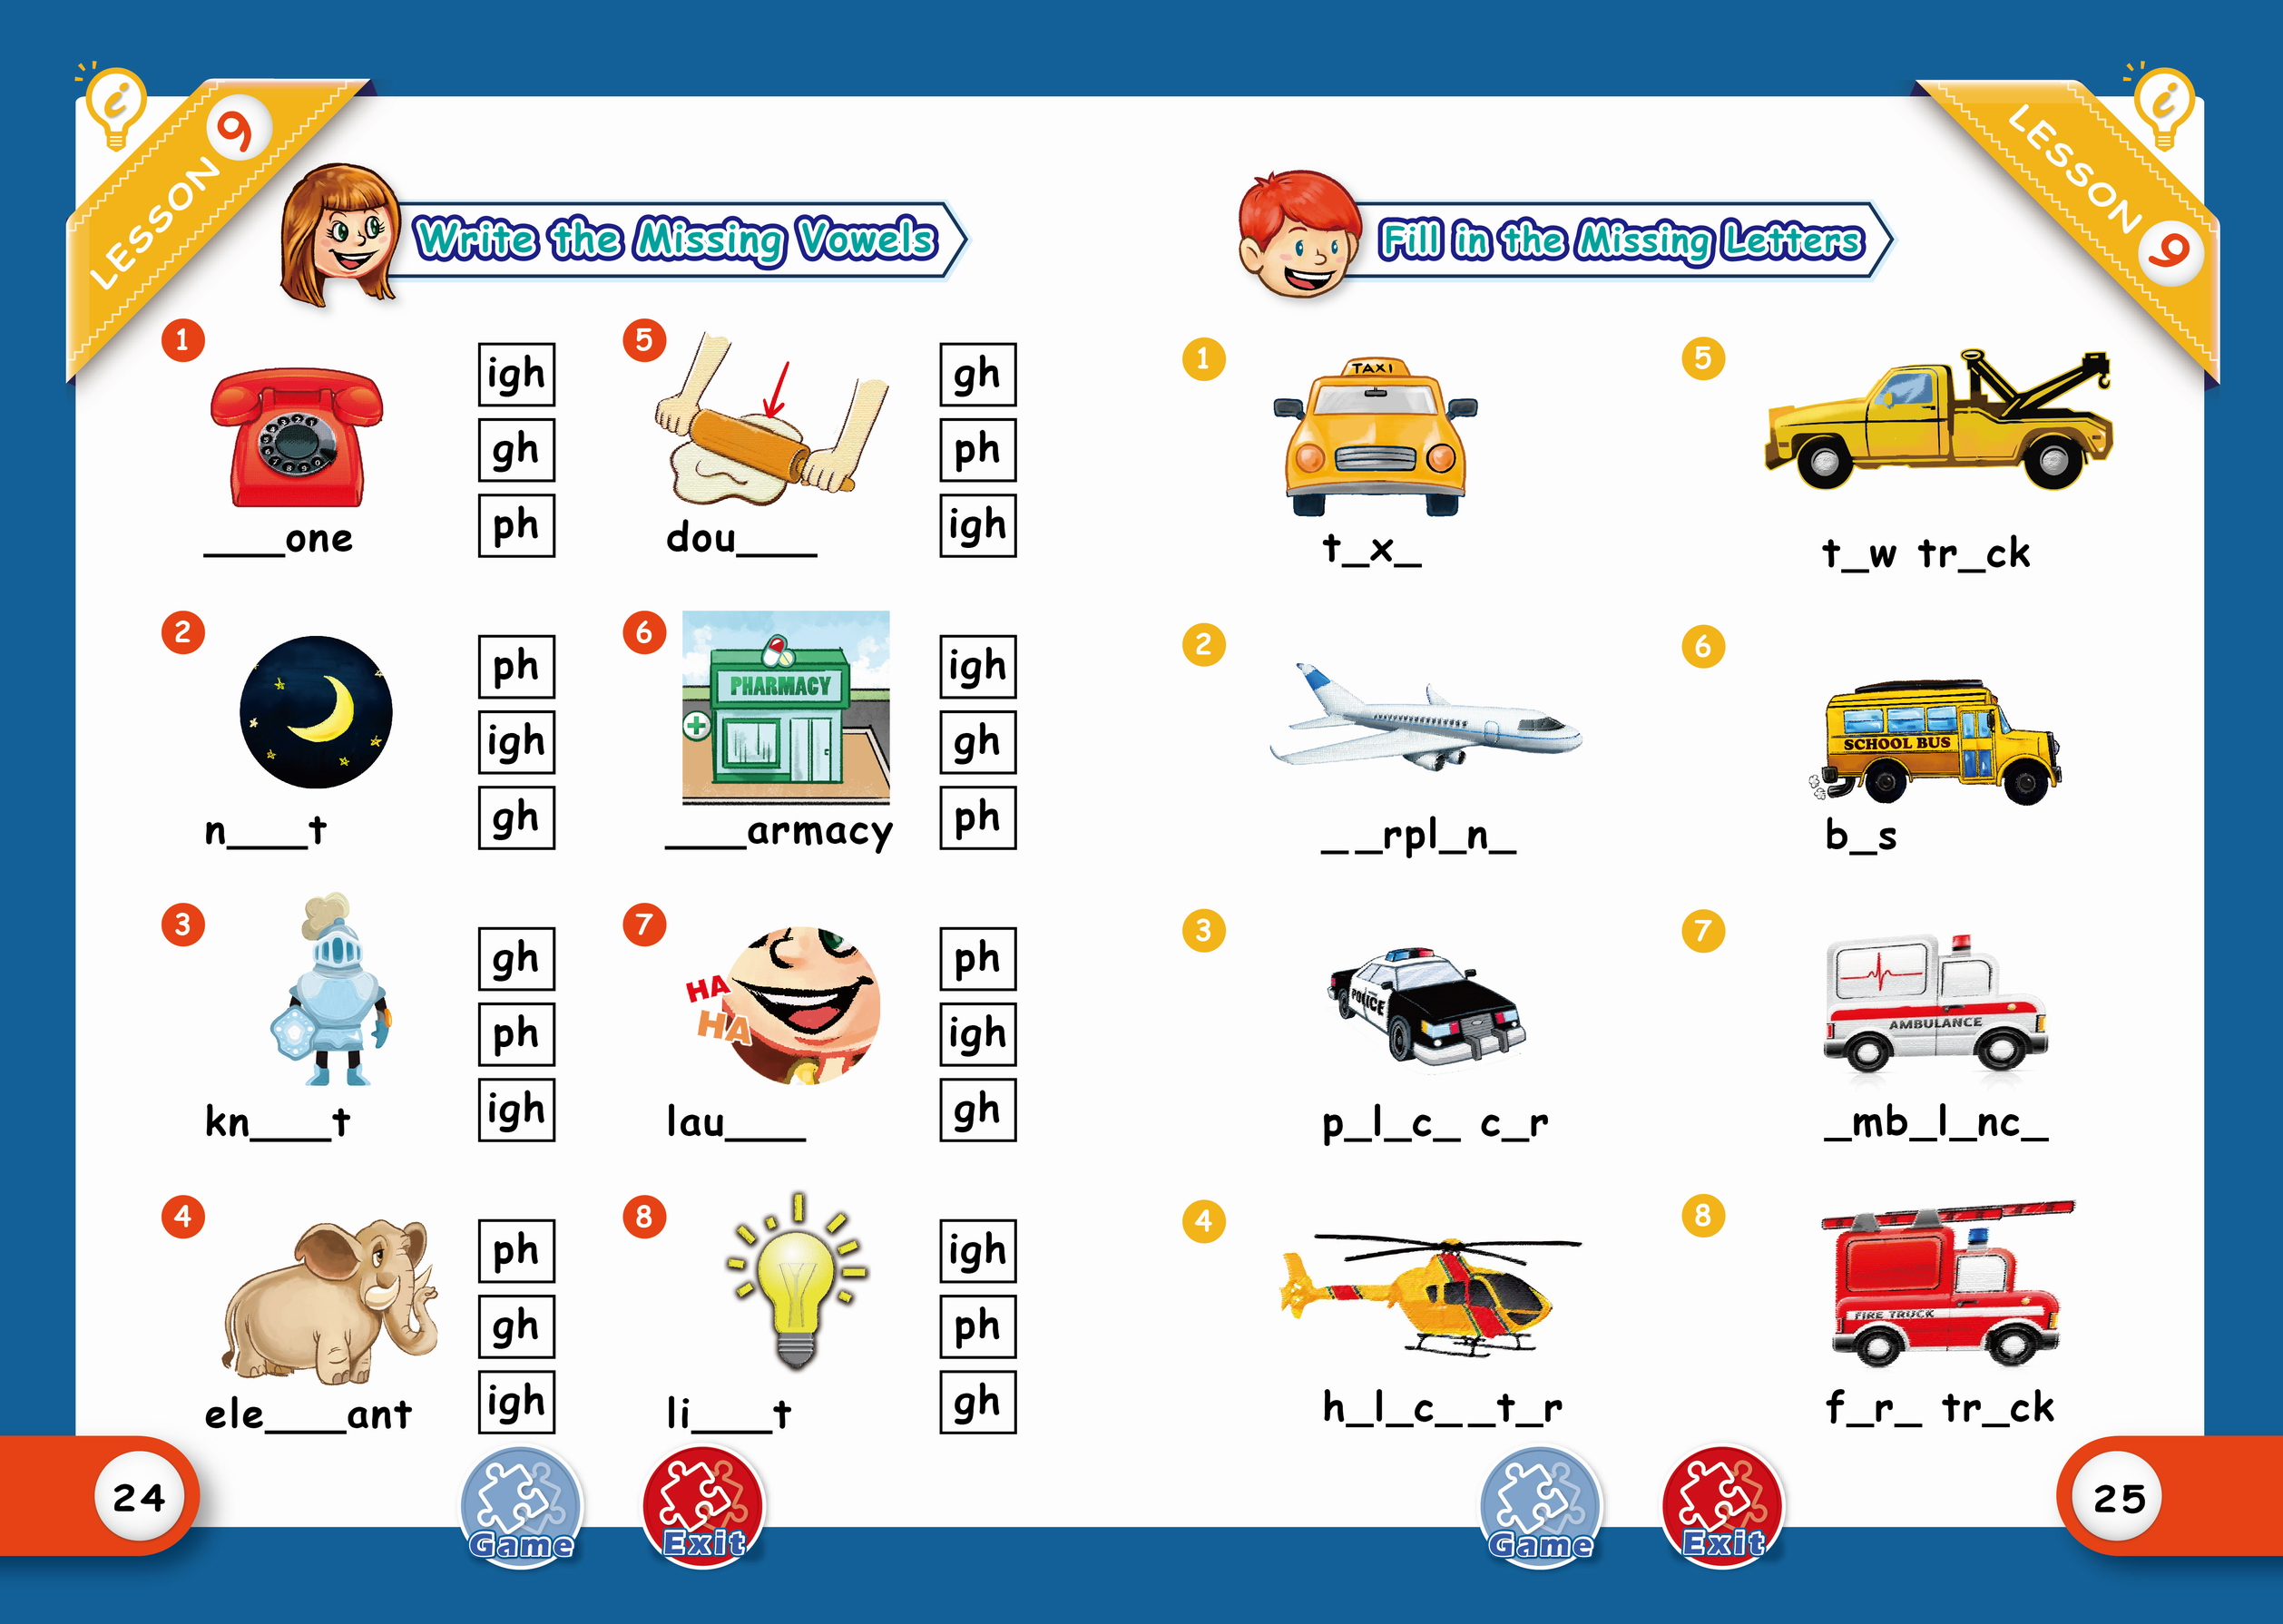 LESSON 9
Write the Missing Vowels
1
igh
gh
ph
____one
2
ph
igh
gh
n____t
3
gh
ph
igh
kn____t
4
ph
gh
igh
ele____ant
5
gh
ph
igh
dou____
6
PHARMACY
igh
gh
ph
____armacy
7
HA
HA
ph
igh
gh
lau____
8
igh
ph
gh
li____t
24
Game
Exit
LESSON 9
Fill in the Missing Letters
1
TAXI
t_x_
2
_ _rpl_n_
3
POLICE
p_l_c_ c_r
4
h_l_c_ _t_r
5
t_w tr_ck
6
SCHOOL BUS
b_s
7
AMBULANCE
_mb_l_nc_
8
FIRE TRUCK
f_r_ tr_ck
Game
Exit
25